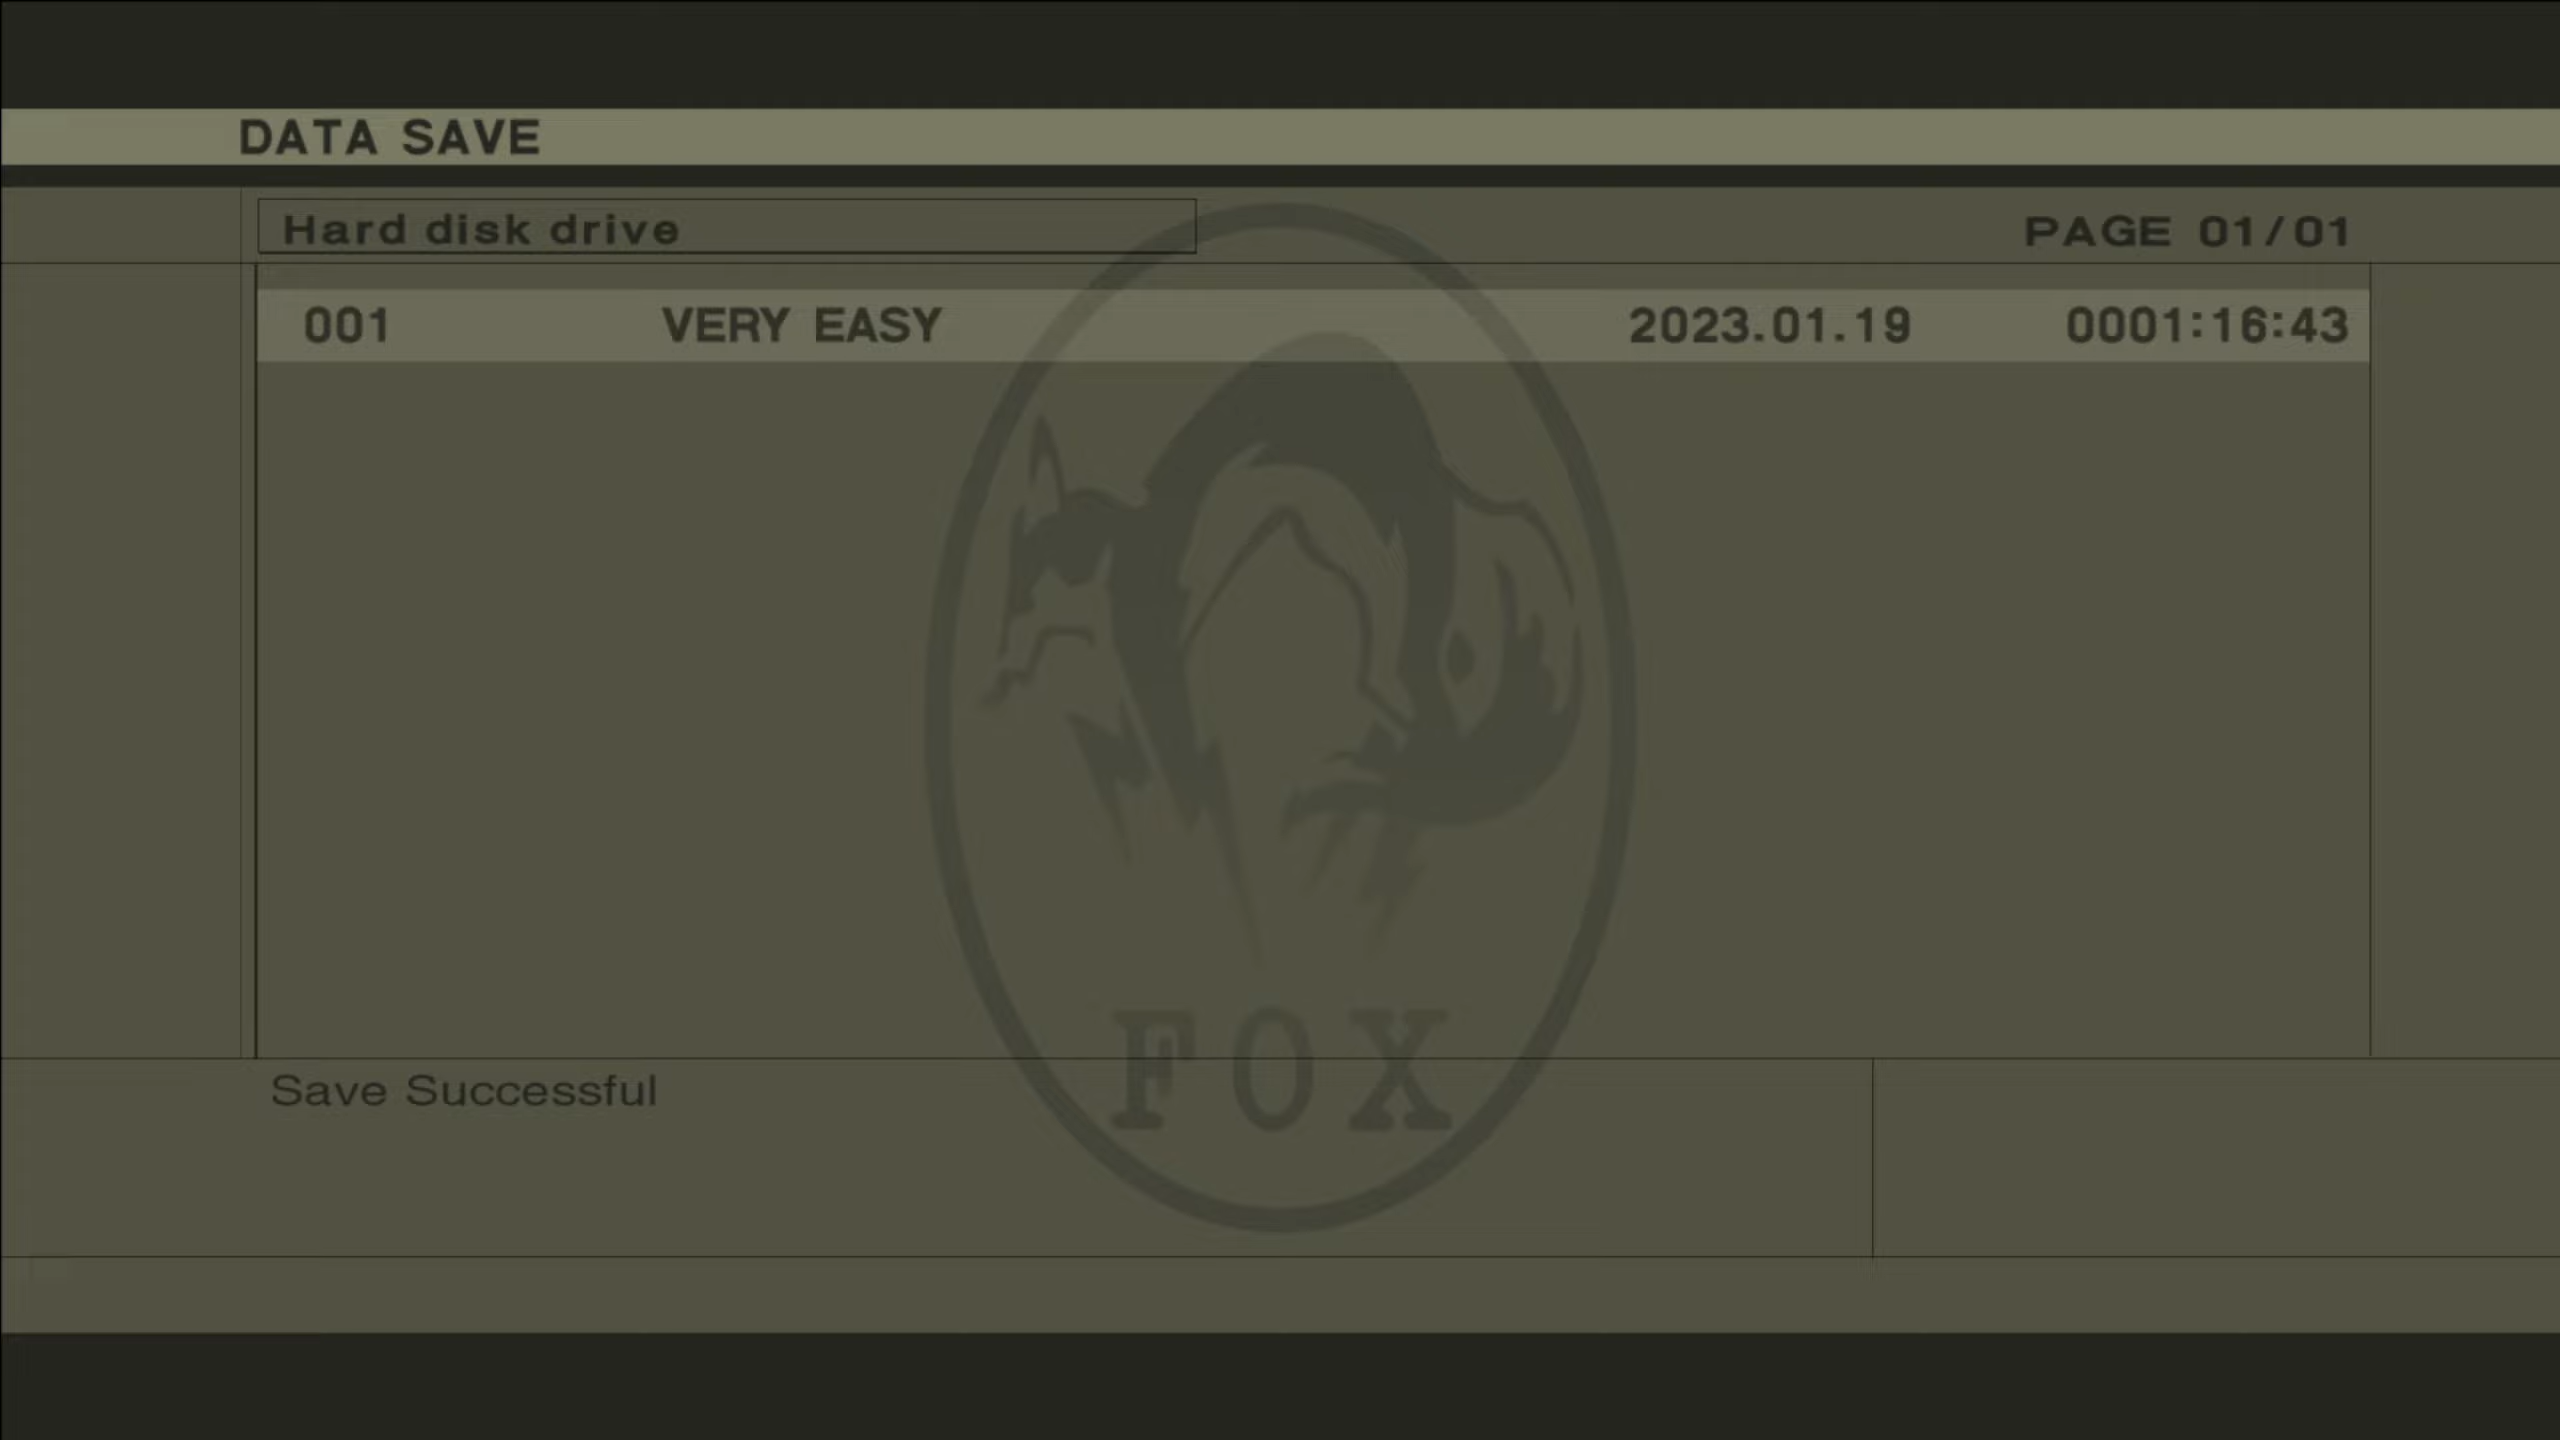 DATA SAVE
Hard disk drive PAGE 01/01
001 VERY EASY 2023.01.19 0001:16:43
FOX
Save Successful